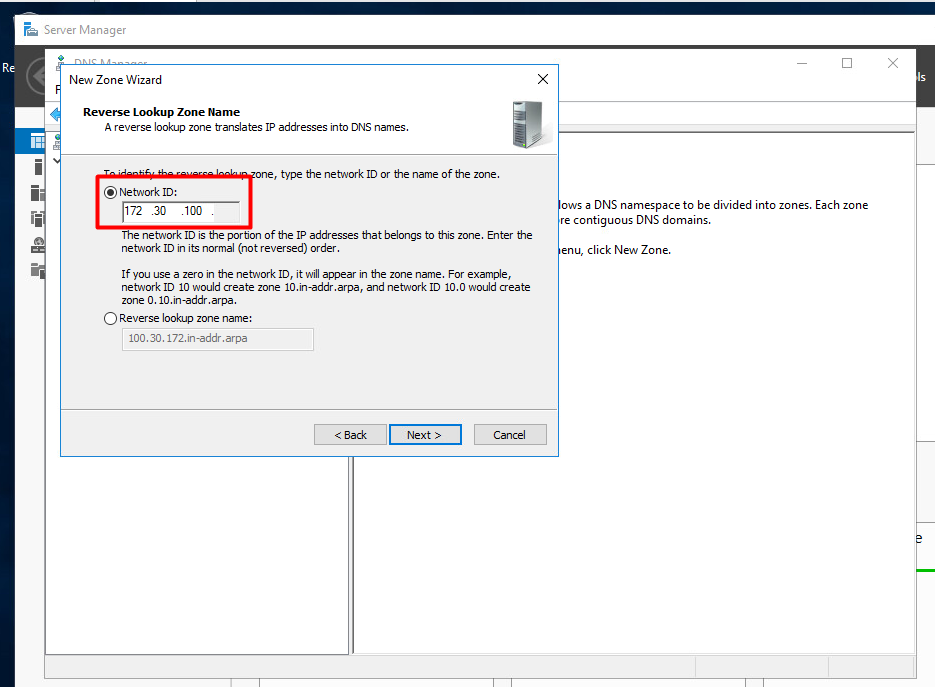 Server Manager
Re
DNS Manager
New Zone Wizard
ols
F
Reverse Lookup Zone Name
A reverse lookup zone translates IP addresses into DNS names.
To identify the reverse lookup zone, type the network ID or the name of the zone.
Network ID:
172 .30 .100 .
lows a DNS namespace to be divided into zones. Each zone
re contiguous DNS domains.
The network ID is the portion of the IP addresses that belongs to this zone. Enter the
network ID in its normal (not reversed) order.
enu, click New Zone.
If you use a zero in the network ID, it will appear in the zone name. For example,
network ID 10 would create zone 10.in-addr.arpa, and network ID 10.0 would create
zone 0.10.in-addr.arpa.
Reverse lookup zone name:
100.30.172.in-addr.arpa
< Back Next > Cancel
e